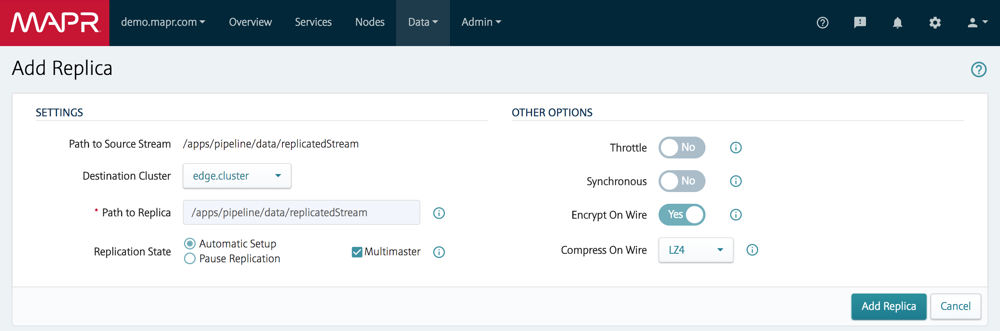 MAPR demo.mapr.com Overview Services Nodes Data Admin
Add Replica
SETTINGS
Path to Source Stream /apps/pipeline/data/replicatedStream
Destination Cluster edge.cluster
* Path to Replica /apps/pipeline/data/replicatedStream
Replication State Automatic Setup
Pause Replication
Multimaster
OTHER OPTIONS
Throttle No
Synchronous No
Encrypt On Wire Yes
Compress On Wire LZ4
Add Replica Cancel